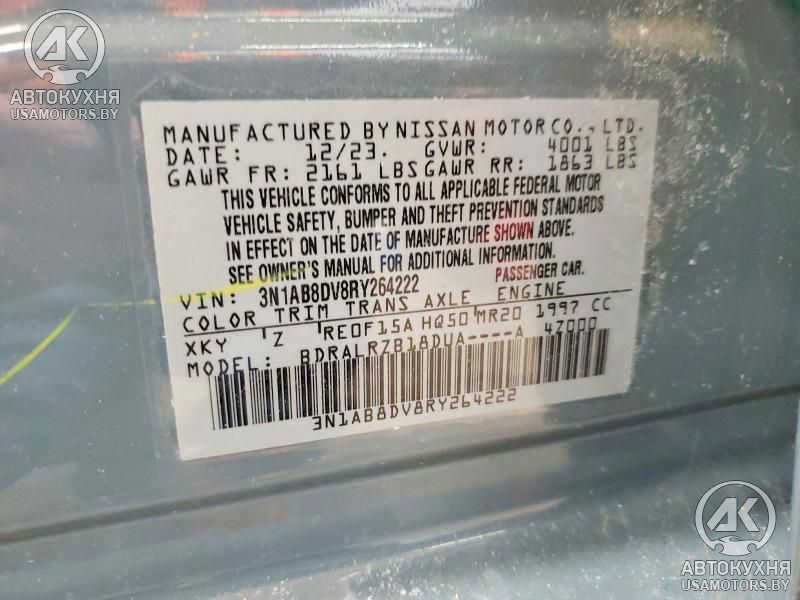 AK
АВТОКУХНЯ
USAMOTORS.BY
MANUFACTURED BY NISSAN MOTOR CO., LTD.
DATE: 12/23. GVWR: 4001 LBS
GAWR FR: 2161 LBS GAWR RR: 1863 LBS
THIS VEHICLE CONFORMS TO ALL APPLICABLE FEDERAL MOTOR
VEHICLE SAFETY, BUMPER AND THEFT PREVENTION STANDARDS
IN EFFECT ON THE DATE OF MANUFACTURE SHOWN ABOVE.
SEE OWNER'S MANUAL FOR ADDITIONAL INFORMATION.
VIN: 3N1AB8DV8RY264222 PASSENGER CAR.
COLOR TRIM TRANS AXLE ENGINE
XKY Z RE0F15A HQ50 MR20 1997 CC
MODEL: BDRALRZB18DUA----A 4Z000
3N1AB8DV8RY264222
AK
АВТОКУХНЯ
USAMOTORS.BY